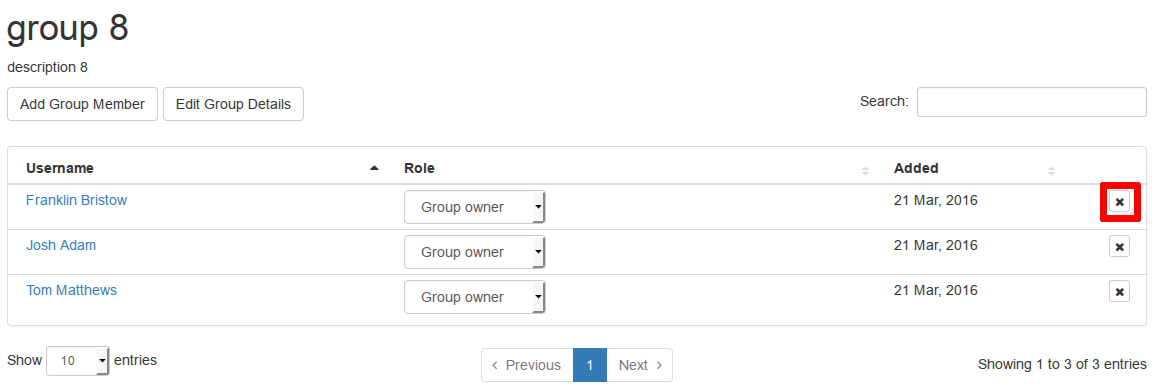 group 8
description 8
Add Group Member Edit Group Details Search:
Username Role Added
Franklin Bristow Group owner 21 Mar, 2016
Josh Adam Group owner 21 Mar, 2016
Tom Matthews Group owner 21 Mar, 2016
Show 10 entries Previous 1 Next Showing 1 to 3 of 3 entries